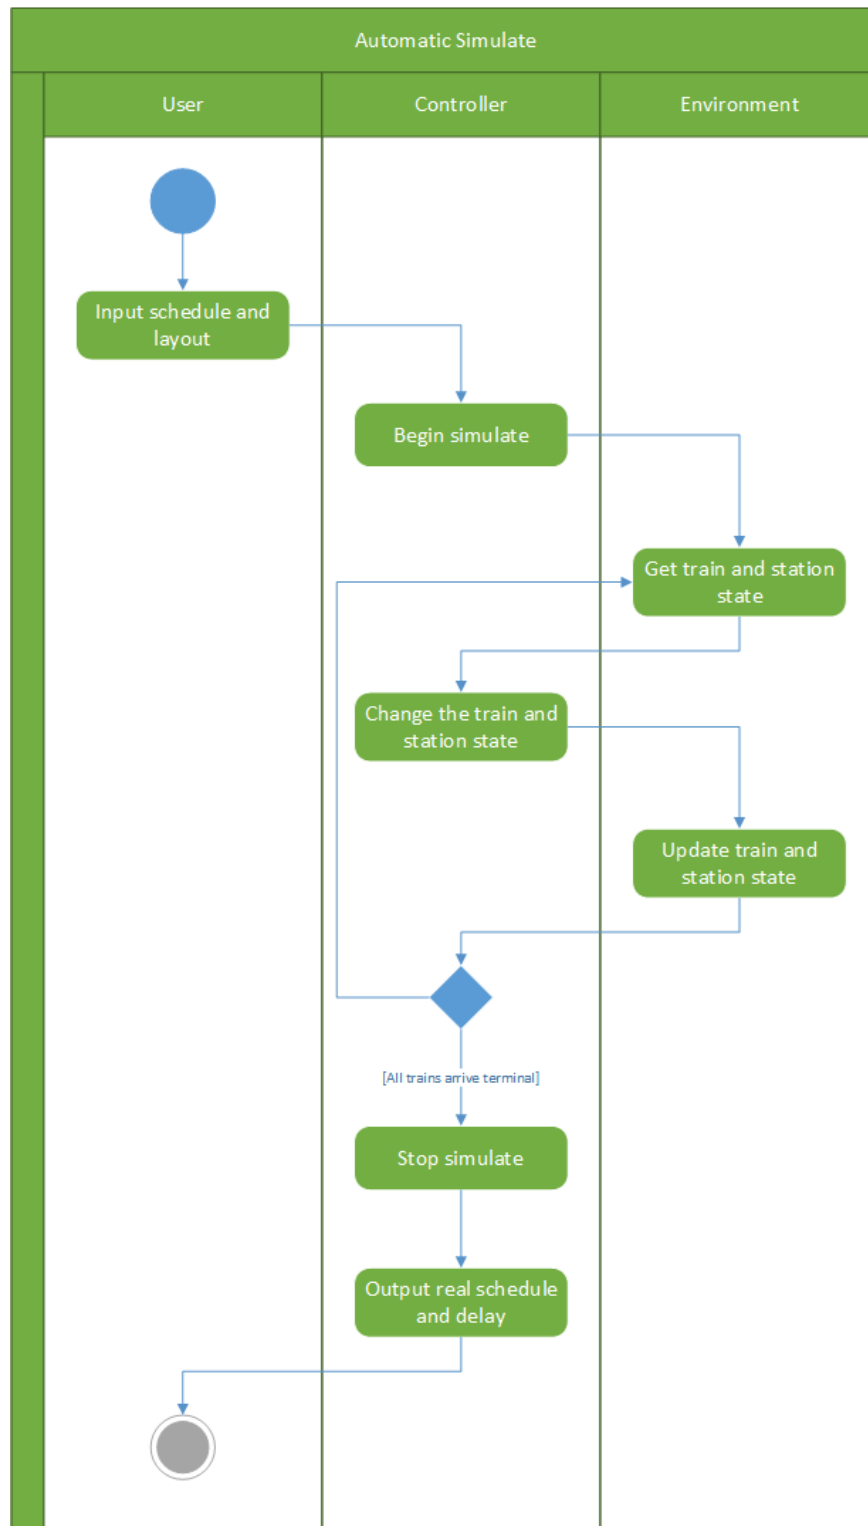 Automatic Simulate
User
Controller
Environment
Input schedule and
layout
Begin simulate
Get train and station
state
Change the train and
station state
Update train and
station state
[All trains arrive terminal]
Stop simulate
Output real schedule
and delay